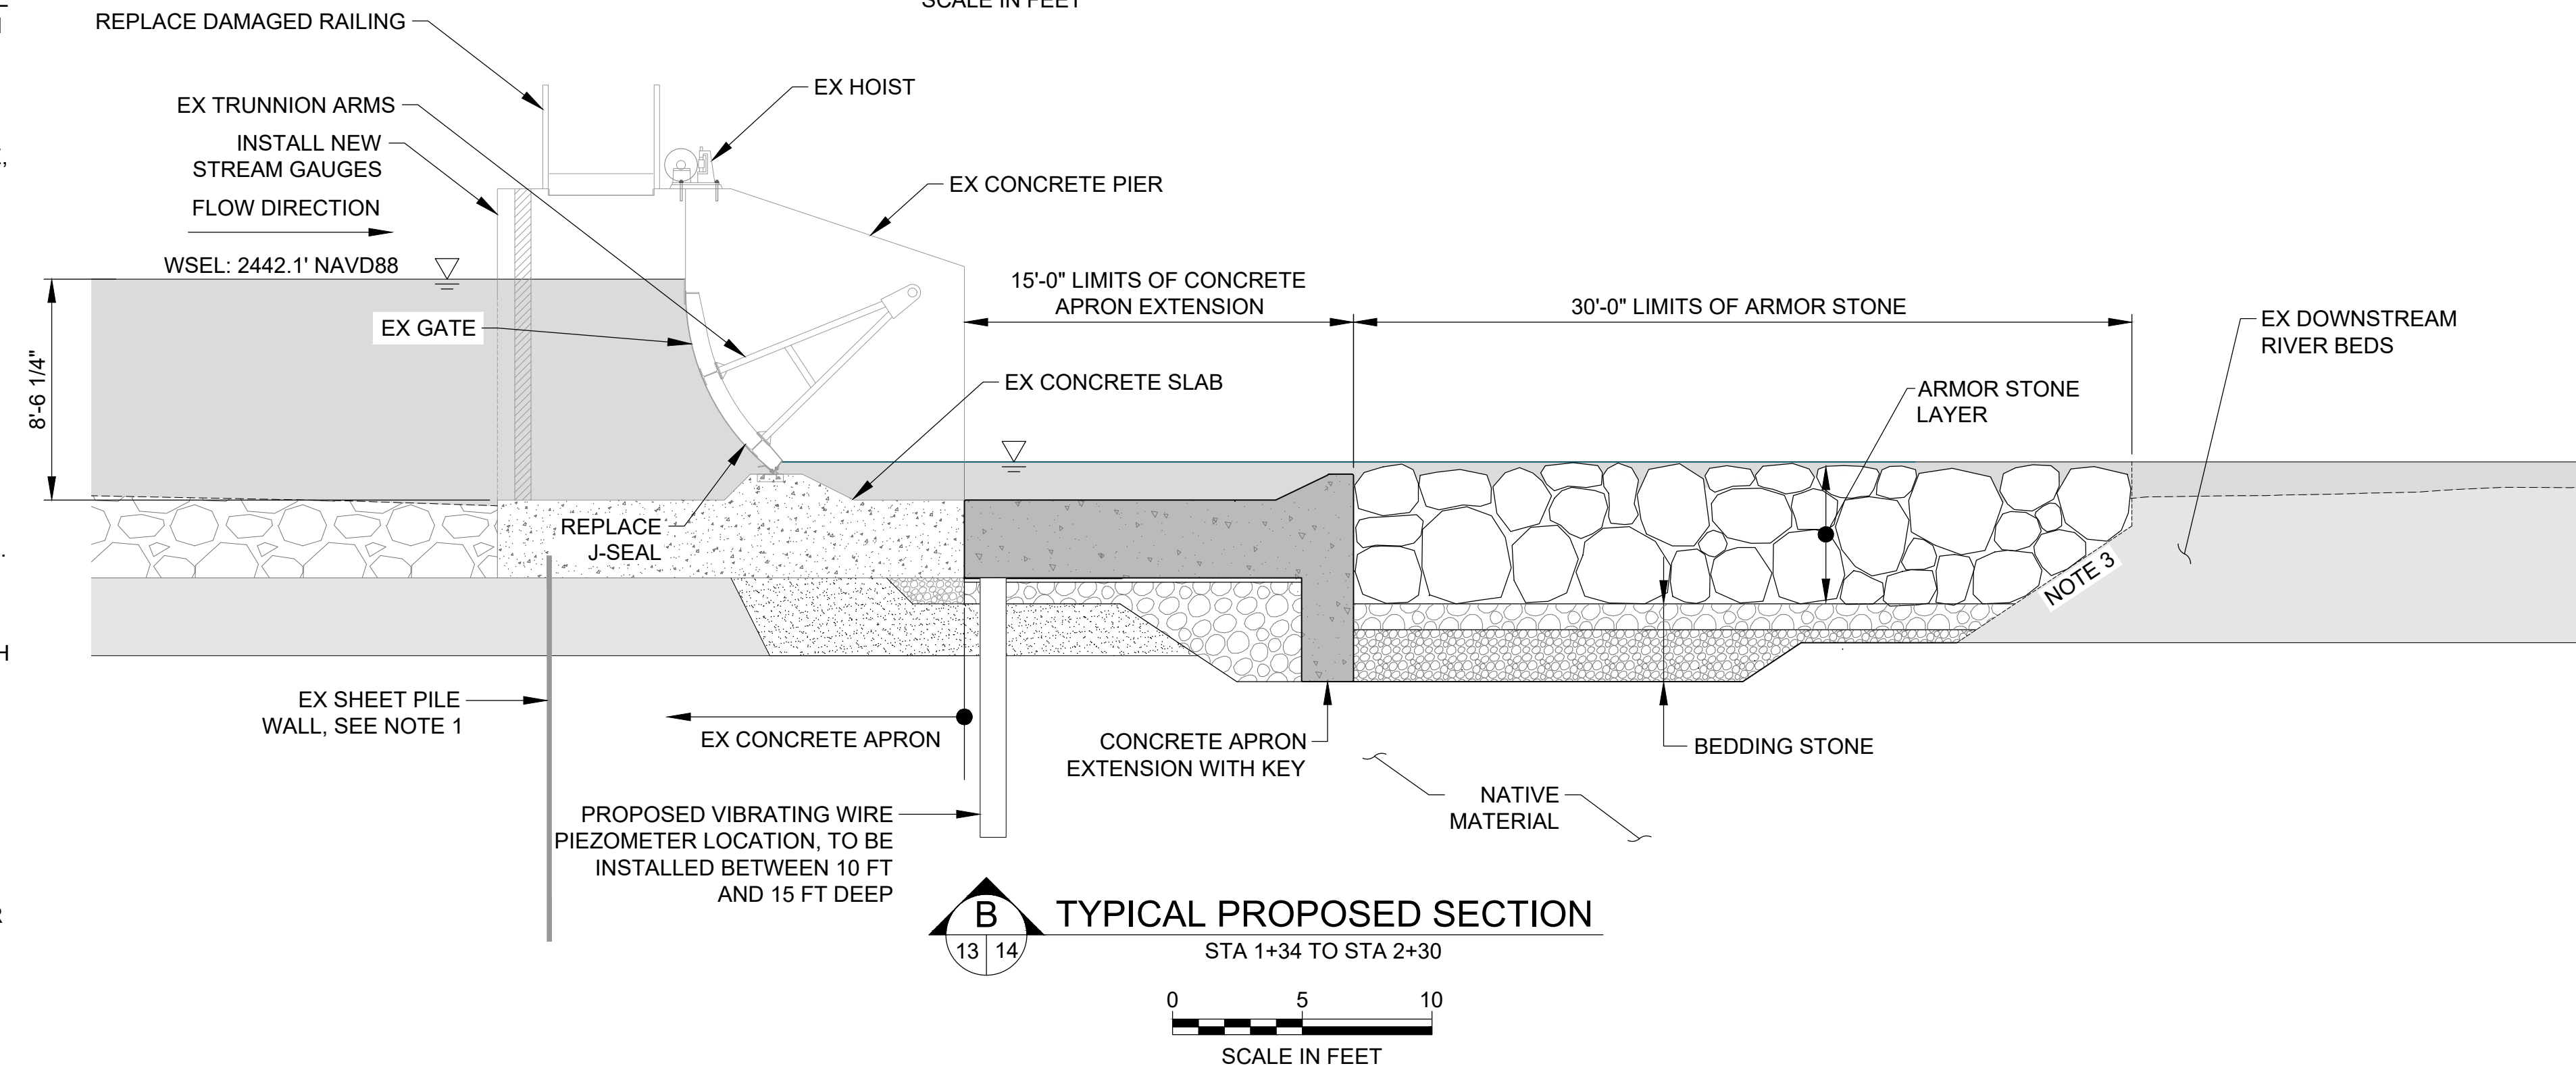 SCALE IN FEET
REPLACE DAMAGED RAILING
EX HOIST
EX TRUNNION ARMS
INSTALL NEW
STREAM GAUGES
FLOW DIRECTION
EX CONCRETE PIER
WSEL: 2442.1' NAVD88
15'-0" LIMITS OF CONCRETE
APRON EXTENSION
30'-0" LIMITS OF ARMOR STONE
EX DOWNSTREAM
RIVER BEDS
EX GATE
8'-6 1/4"
EX CONCRETE SLAB
ARMOR STONE
LAYER
REPLACE
J-SEAL
NOTE 3
EX SHEET PILE
WALL, SEE NOTE 1
EX CONCRETE APRON
CONCRETE APRON
EXTENSION WITH KEY
BEDDING STONE
NATIVE
MATERIAL
PROPOSED VIBRATING WIRE
PIEZOMETER LOCATION, TO BE
INSTALLED BETWEEN 10 FT
AND 15 FT DEEP
B
13 14
TYPICAL PROPOSED SECTION
STA 1+34 TO STA 2+30
0 5 10
SCALE IN FEET